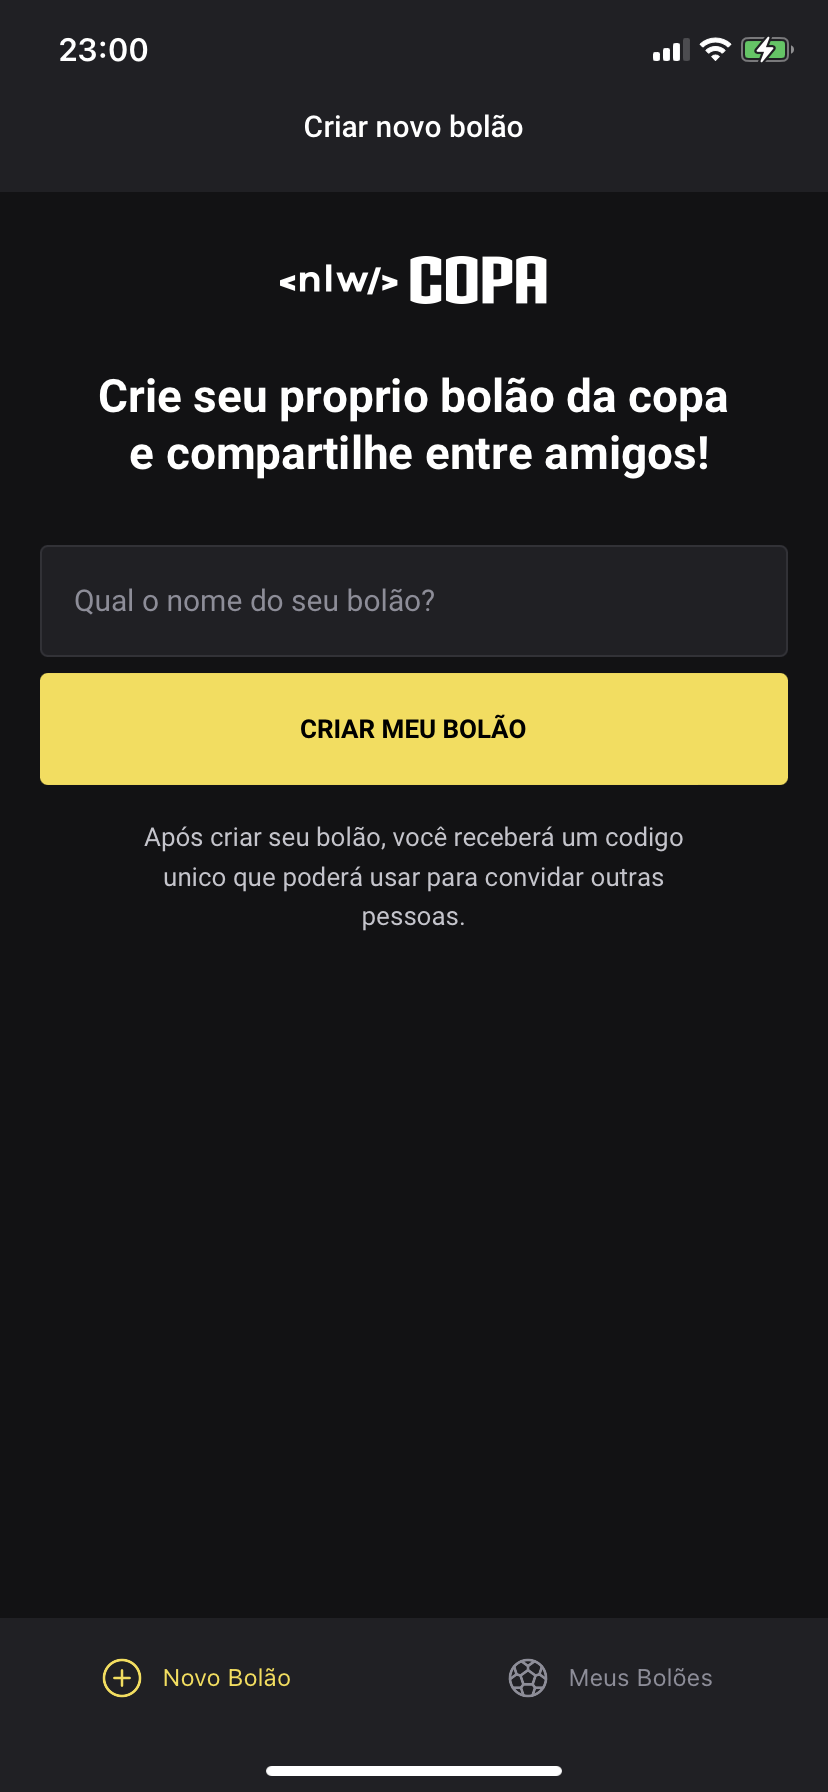 23:00
Criar novo bolão
<nlw/> COPA
Crie seu proprio bolão da copa
e compartilhe entre amigos!
Qual o nome do seu bolão?
CRIAR MEU BOLÃO
Após criar seu bolão, você receberá um codigo
unico que poderá usar para convidar outras
pessoas.
Novo Bolão
Meus Bolões